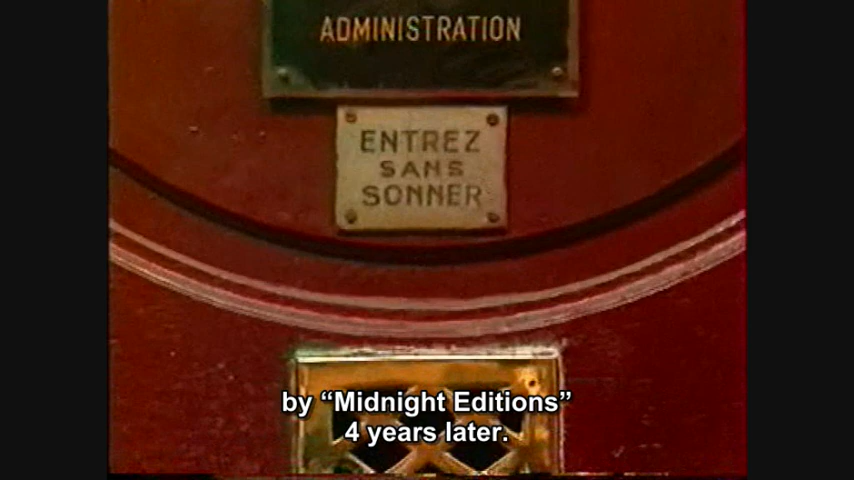 ADMINISTRATION
ENTREZ
SANS
SONNER
by “Midnight Editions”
4 years later.